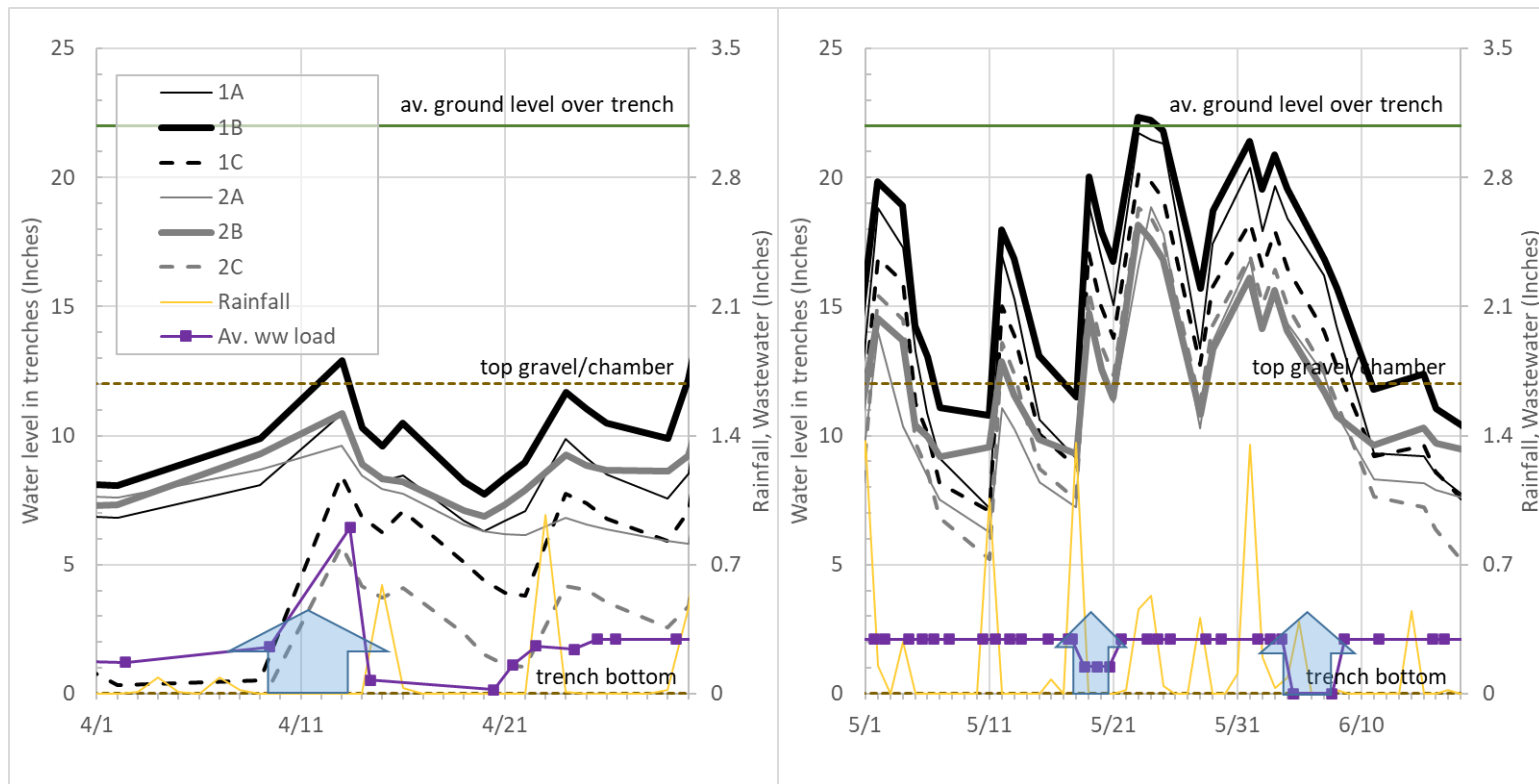 25
20
15
10
5
0
Water level in trenches (Inches)
1A
1B
1C
2A
2B
2C
Rainfall
Av. ww load
av. ground level over trench
top gravel/chamber
trench bottom
4/1
4/11
4/21
3.5
2.8
2.1
1.4
0.7
0
Rainfall, Wastewater (Inches)
25
20
15
10
5
0
Water level in trenches (Inches)
av. ground level over trench
top gravel/chamber
trench bottom
5/1
5/11
5/21
5/31
6/10
3.5
2.8
2.1
1.4
0.7
0
Rainfall, Wastewater (Inches)